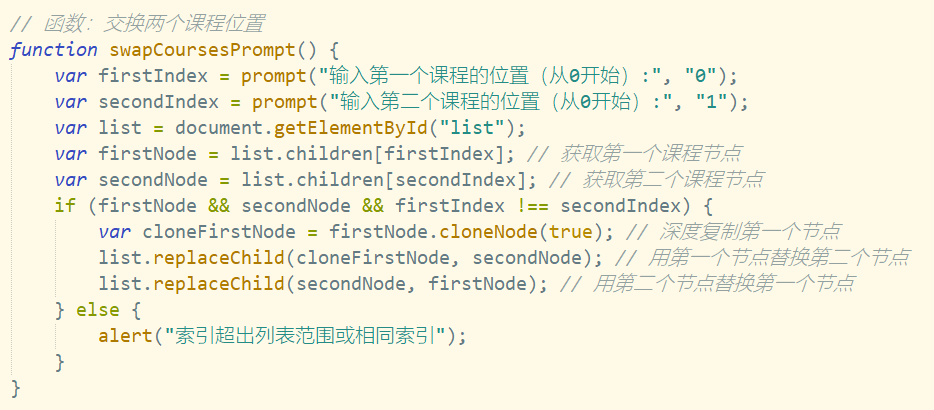 // 函数：交换两个课程位置
function swapCoursesPrompt() {
    var firstIndex = prompt("输入第一个课程的位置（从0开始）:", "0");
    var secondIndex = prompt("输入第二个课程的位置（从0开始）:", "1");
    var list = document.getElementById("list");
    var firstNode = list.children[firstIndex]; // 获取第一个课程节点
    var secondNode = list.children[secondIndex]; // 获取第二个课程节点
    if (firstNode && secondNode && firstIndex !== secondIndex) {
        var cloneFirstNode = firstNode.cloneNode(true); // 深度复制第一个节点
        list.replaceChild(cloneFirstNode, secondNode); // 用第一个节点替换第二个节点
        list.replaceChild(secondNode, firstNode); // 用第二个节点替换第一个节点
    } else {
        alert("索引超出列表范围或相同索引");
    }
}